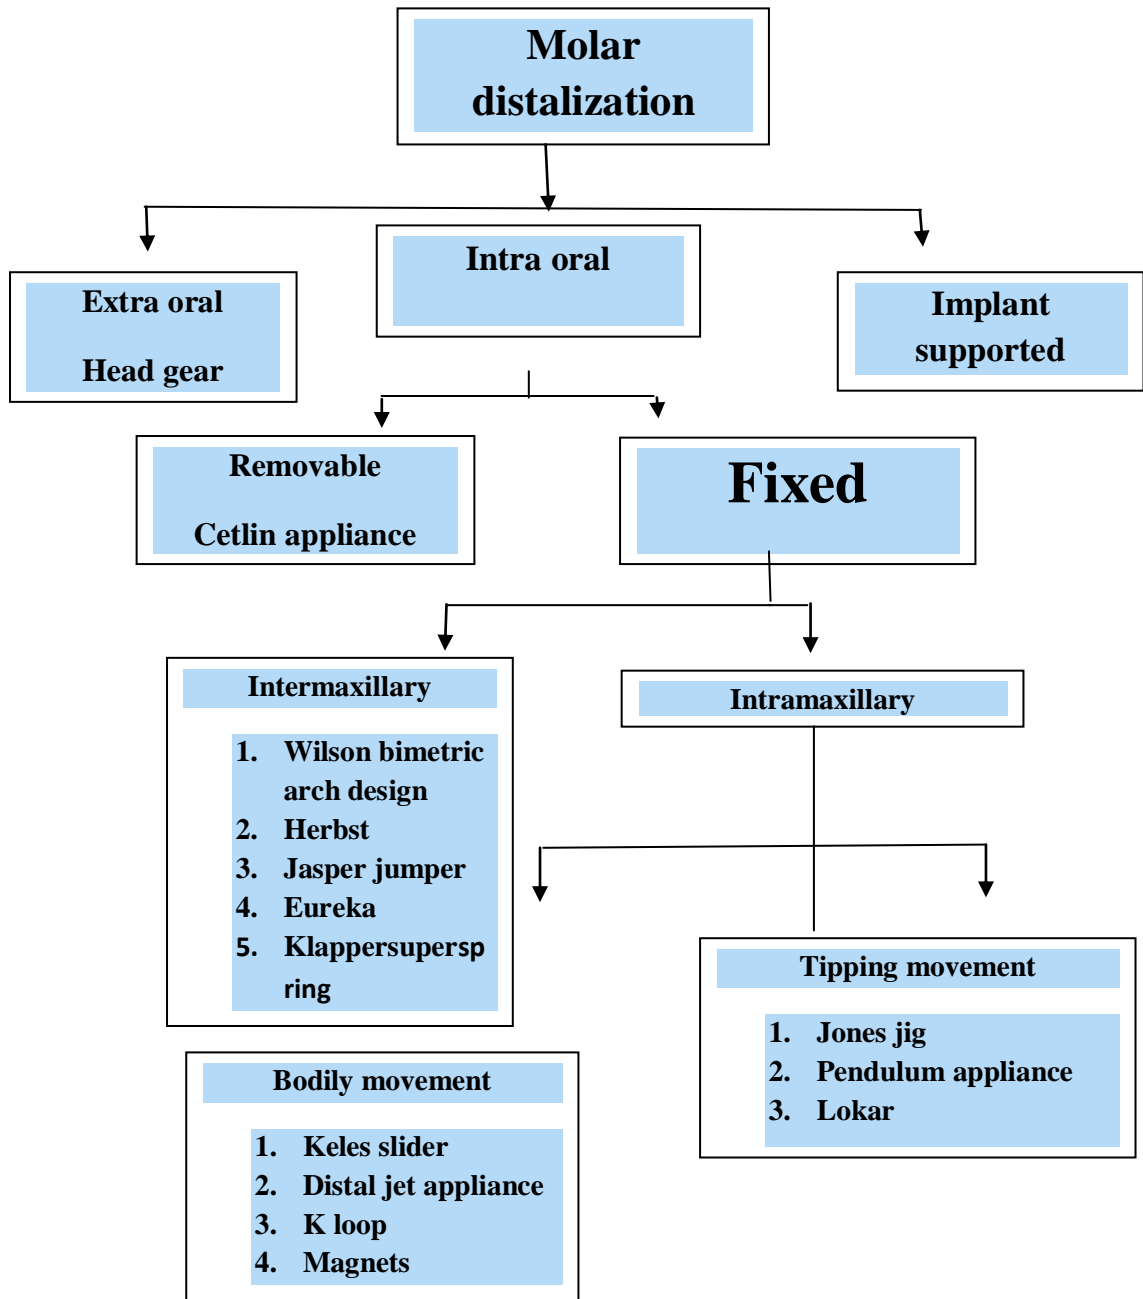 Molar
distalization
Intra oral
Extra oral
Head gear
Implant
supported
Removable
Cetlin appliance
Fixed
Intermaxillary
1. Wilson bimetric
arch design
2. Herbst
3. Jasper jumper
4. Eureka
5. Klappersupersp
ring
Intramaxillary
Tipping movement
1. Jones jig
2. Pendulum appliance
3. Lokar
Bodily movement
1. Keles slider
2. Distal jet appliance
3. K loop
4. Magnets